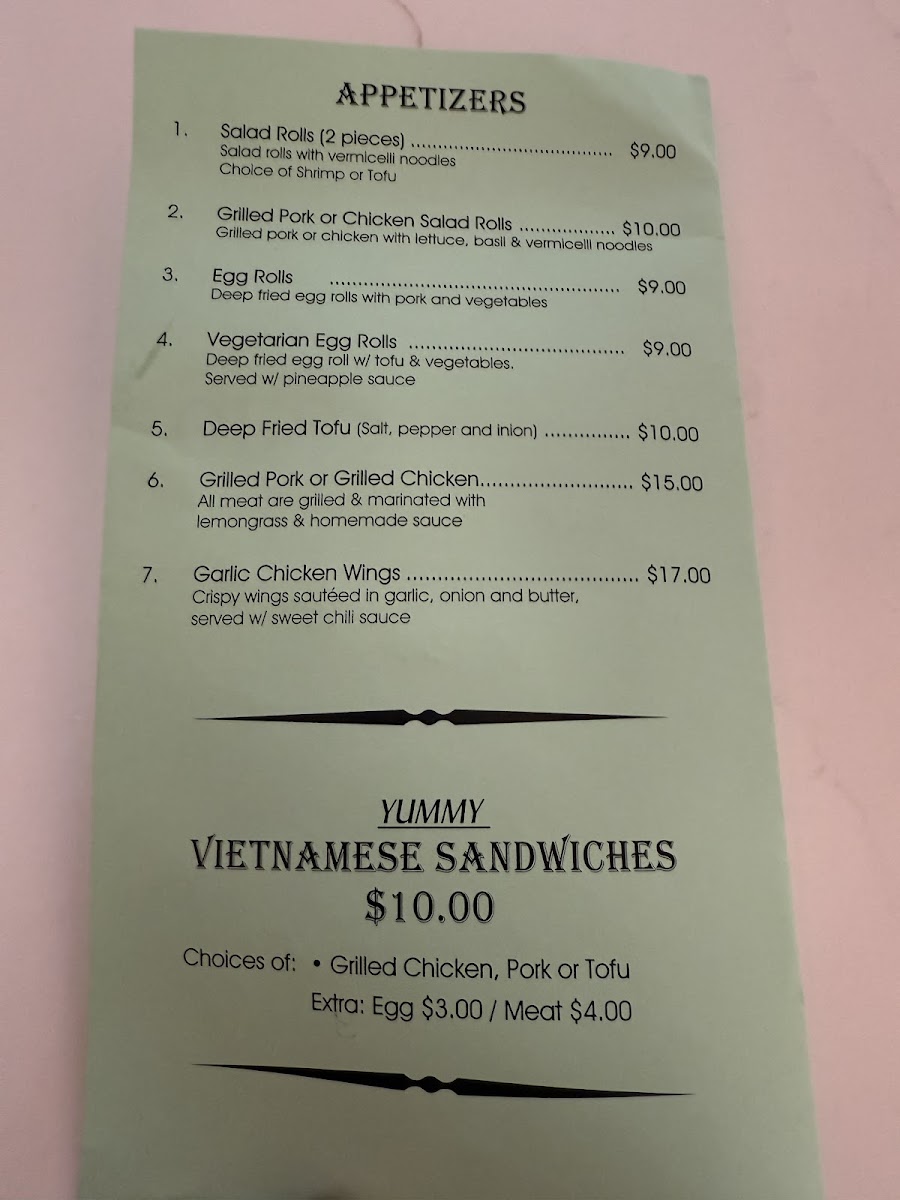 APPETIZERS
1. Salad Rolls (2 pieces) ..................................... $9.00
Salad rolls with vermicelli noodles
Choice of Shrimp or Tofu
2. Grilled Pork or Chicken Salad Rolls .................. $10.00
Grilled pork or chicken with lettuce, basil & vermicelli noodles
3. Egg Rolls ..................................................... $9.00
Deep fried egg rolls with pork and vegetables
4. Vegetarian Egg Rolls ....................................... $9.00
Deep fried egg roll w/ tofu & vegetables.
Served w/ pineapple sauce
5. Deep Fried Tofu (Salt, pepper and inion) ............... $10.00
6. Grilled Pork or Grilled Chicken.......................... $15.00
All meat are grilled & marinated with
lemongrass & homemade sauce
7. Garlic Chicken Wings ....................................... $17.00
Crispy wings sautéed in garlic, onion and butter,
served w/ sweet chili sauce
YUMMY
VIETNAMESE SANDWICHES
$10.00
Choices of: • Grilled Chicken, Pork or Tofu
Extra: Egg $3.00 / Meat $4.00